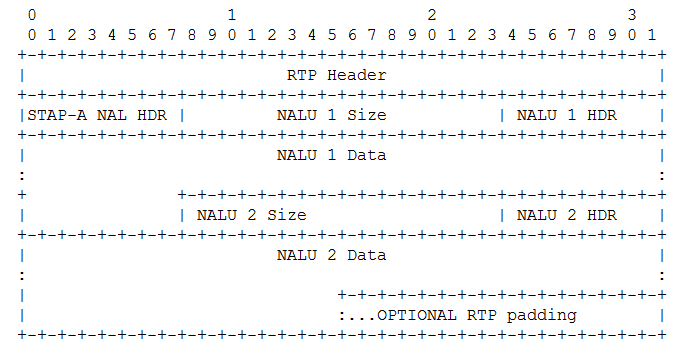 0                   1                   2                   3
 0 1 2 3 4 5 6 7 8 9 0 1 2 3 4 5 6 7 8 9 0 1 2 3 4 5 6 7 8 9 0 1
+-+-+-+-+-+-+-+-+-+-+-+-+-+-+-+-+-+-+-+-+-+-+-+-+-+-+-+-+-+-+-+-+
|                          RTP Header                           |
+-+-+-+-+-+-+-+-+-+-+-+-+-+-+-+-+-+-+-+-+-+-+-+-+-+-+-+-+-+-+-+-+
|STAP-A NAL HDR |         NALU 1 Size           | NALU 1 HDR    |
+-+-+-+-+-+-+-+-+-+-+-+-+-+-+-+-+-+-+-+-+-+-+-+-+-+-+-+-+-+-+-+-+
|                         NALU 1 Data                           |
:                                                               :
+               +-+-+-+-+-+-+-+-+-+-+-+-+-+-+-+-+-+-+-+-+-+-+-+-+
|               | NALU 2 Size                   | NALU 2 HDR    |
+-+-+-+-+-+-+-+-+-+-+-+-+-+-+-+-+-+-+-+-+-+-+-+-+-+-+-+-+-+-+-+-+
|                         NALU 2 Data                           |
:                                                               :
|                               +-+-+-+-+-+-+-+-+-+-+-+-+-+-+-+-+
|                               :...OPTIONAL RTP padding        |
+-+-+-+-+-+-+-+-+-+-+-+-+-+-+-+-+-+-+-+-+-+-+-+-+-+-+-+-+-+-+-+-+